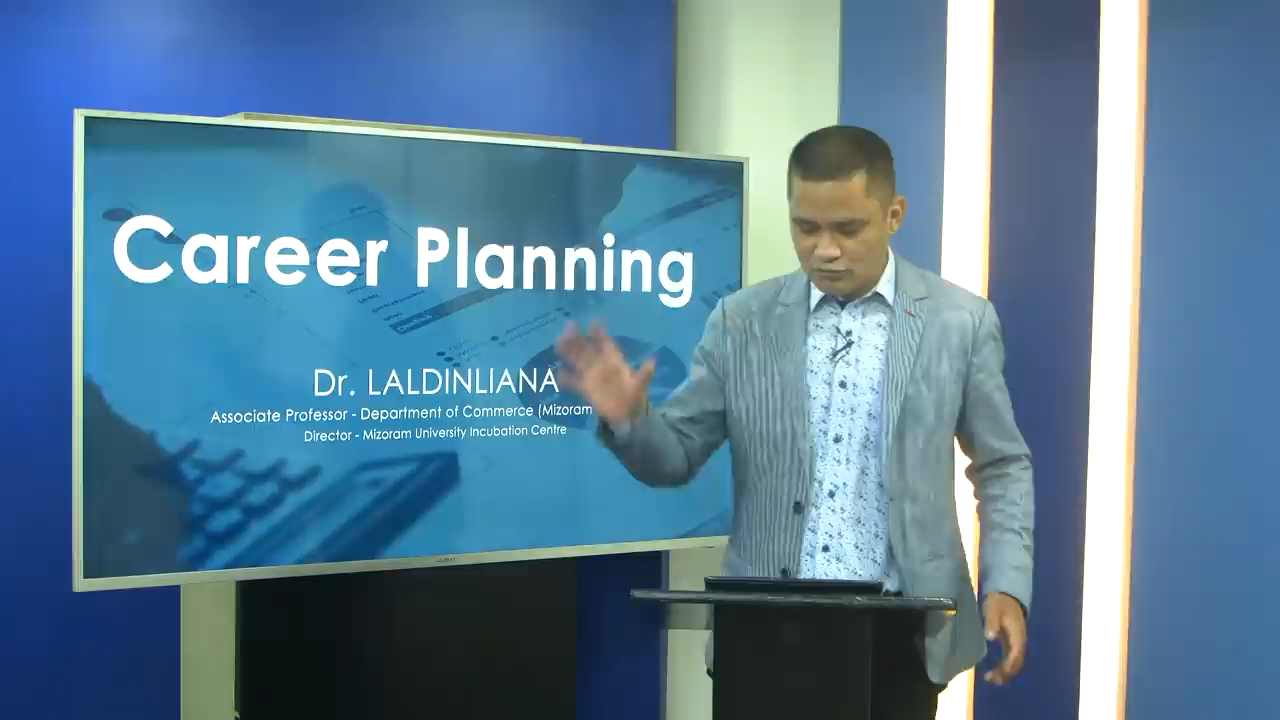 Career Planning
Dr. LALDINLIANA
Associate Professor - Department of Commerce (Mizoram
Director - Mizoram University Incubation Centre